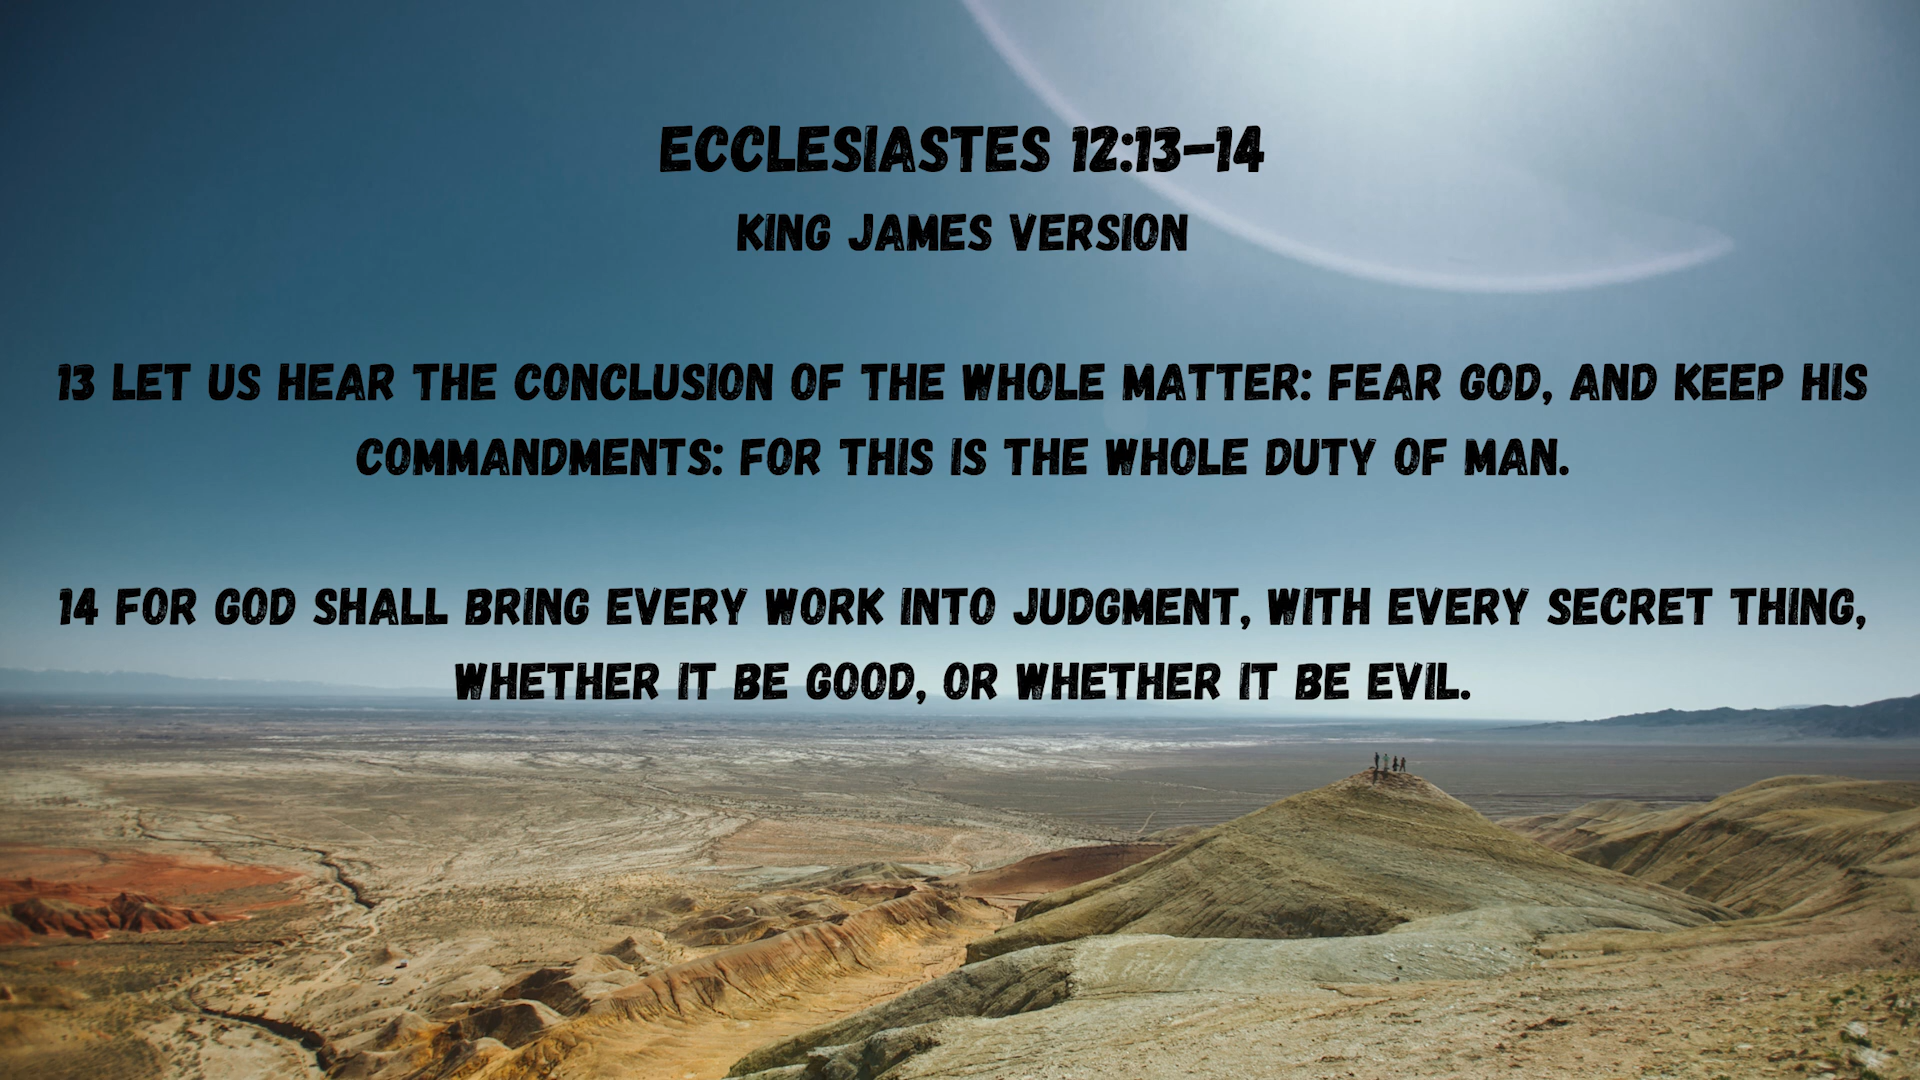 ECCLESIASTES 12:13–14
KING JAMES VERSION
13 LET US HEAR THE CONCLUSION OF THE WHOLE MATTER: FEAR GOD, AND KEEP HIS
COMMANDMENTS: FOR THIS IS THE WHOLE DUTY OF MAN.
14 FOR GOD SHALL BRING EVERY WORK INTO JUDGMENT, WITH EVERY SECRET THING,
WHETHER IT BE GOOD, OR WHETHER IT BE EVIL.